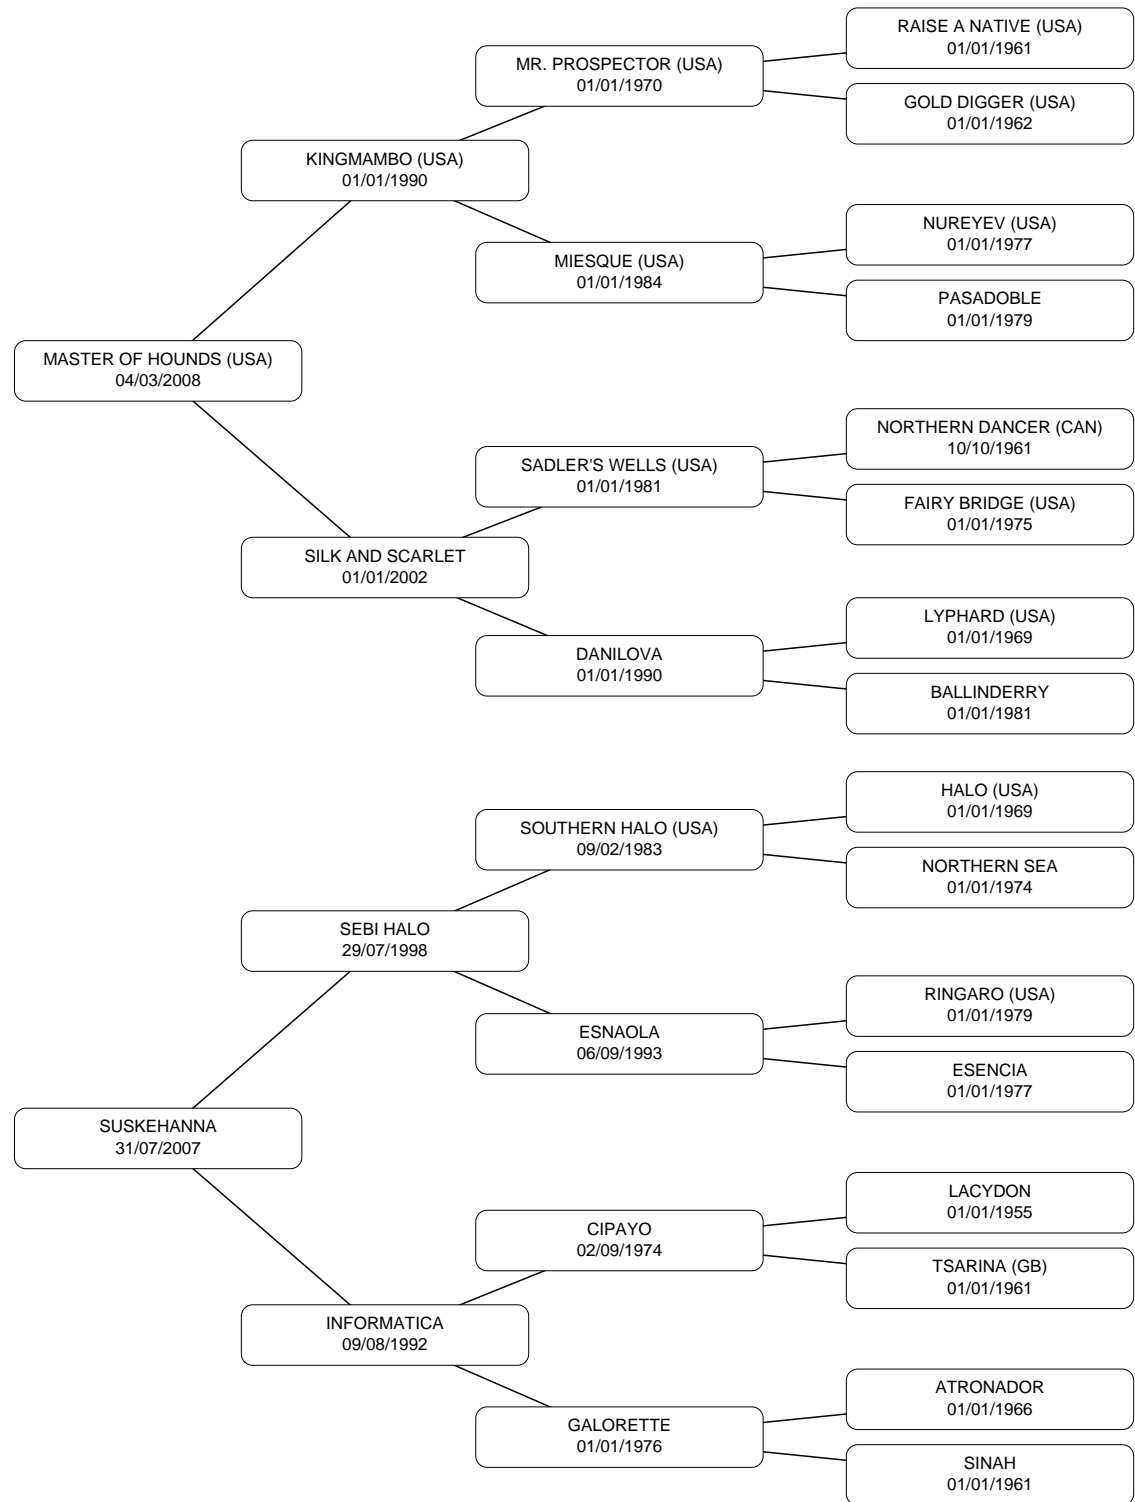 RAISE A NATIVE (USA)
01/01/1961
MR. PROSPECTOR (USA)
01/01/1970
GOLD DIGGER (USA)
01/01/1962
KINGMAMBO (USA)
01/01/1990
NUREYEV (USA)
01/01/1977
MIESQUE (USA)
01/01/1984
PASADOBLE
01/01/1979
MASTER OF HOUNDS (USA)
04/03/2008
NORTHERN DANCER (CAN)
10/10/1961
SADLER'S WELLS (USA)
01/01/1981
FAIRY BRIDGE (USA)
01/01/1975
SILK AND SCARLET
01/01/2002
LYPHARD (USA)
01/01/1969
DANILOVA
01/01/1990
BALLINDERRY
01/01/1981
HALO (USA)
01/01/1969
SOUTHERN HALO (USA)
09/02/1983
NORTHERN SEA
01/01/1974
SEBI HALO
29/07/1998
RINGARO (USA)
01/01/1979
ESNAOLA
06/09/1993
ESENCIA
01/01/1977
SUSKEHANNA
31/07/2007
LACYDON
01/01/1955
CIPAYO
02/09/1974
TSARINA (GB)
01/01/1961
INFORMATICA
09/08/1992
ATRONADOR
01/01/1966
GALORETTE
01/01/1976
SINAH
01/01/1961